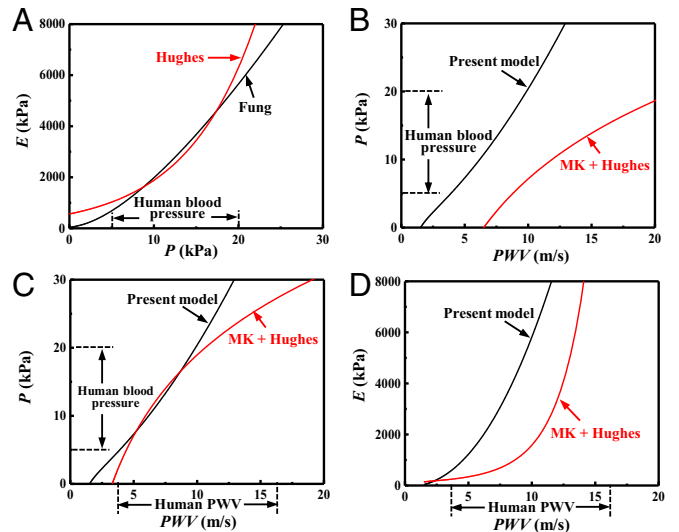 A
8000
6000
4000
2000
0
E (kPa)
Hughes
Fung
Human blood
pressure
0
10
20
30
P (kPa)
B
30
20
10
0
P (kPa)
Present model
Human blood
pressure
MK + Hughes
0
5
10
15
20
PWV (m/s)
C
30
20
10
0
P (kPa)
Present model
MK + Hughes
Human blood
pressure
0
5
10
15
20
Human PWV
PWV (m/s)
D
8000
6000
4000
2000
0
E (kPa)
Present model
MK + Hughes
0
5
10
15
20
Human PWV
PWV (m/s)